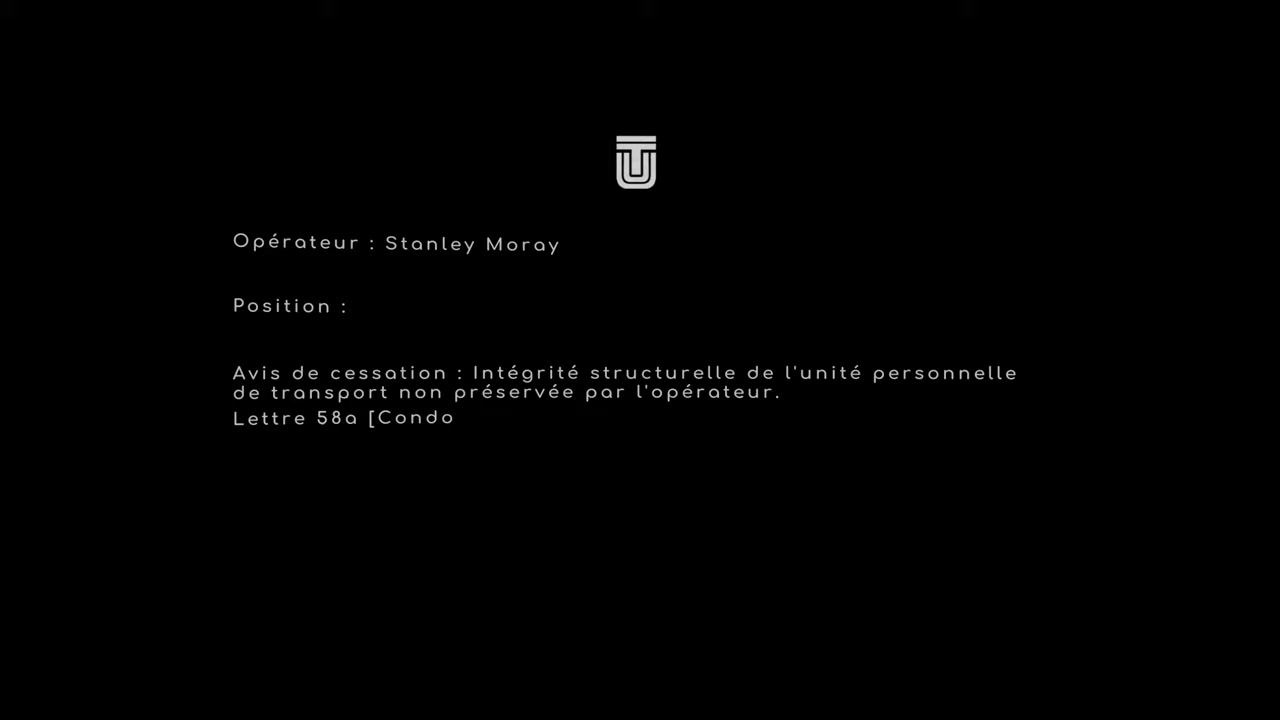 Opérateur : Stanley Moray
Position :
Avis de cessation : Intégrité structurelle de l'unité personnelle
de transport non préservée par l'opérateur.
Lettre 58a [Condo